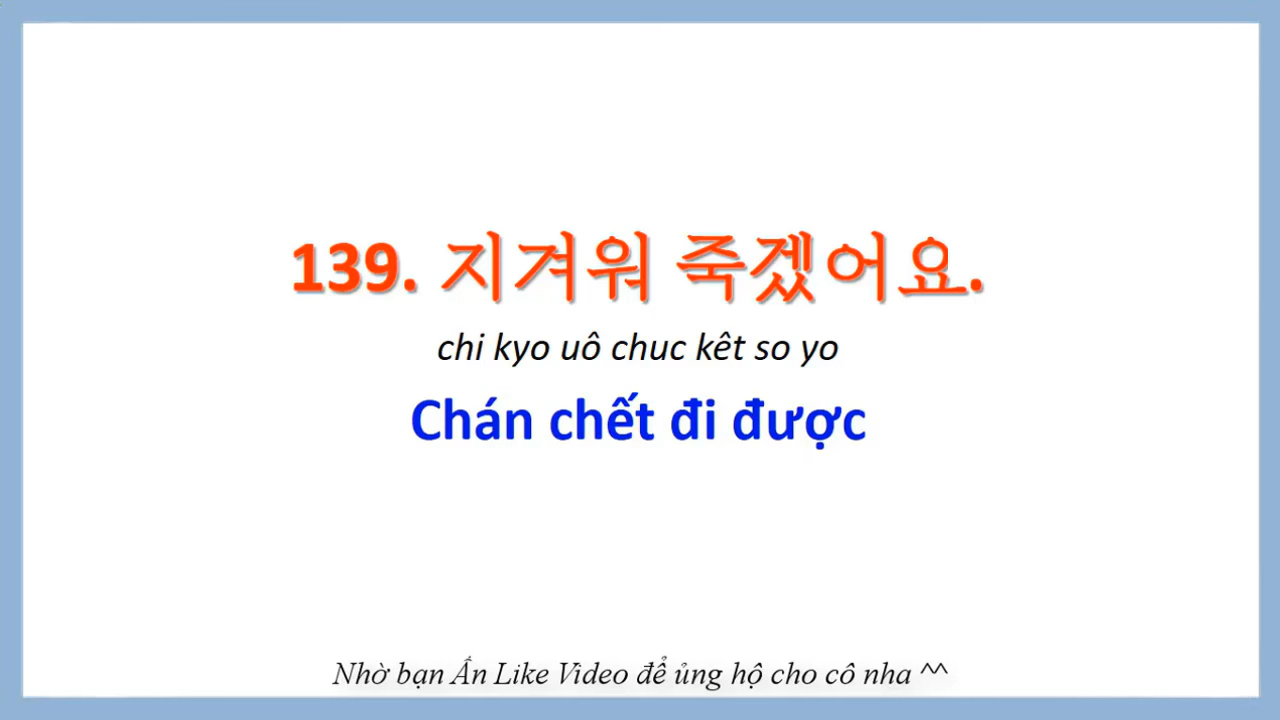 139. 지겨워 죽겠어요.
chi kyo uô chuc kêt so yo
Chán chết đi được
Nhờ bạn Ấn Like Video để ủng hộ cho cô nha ^^